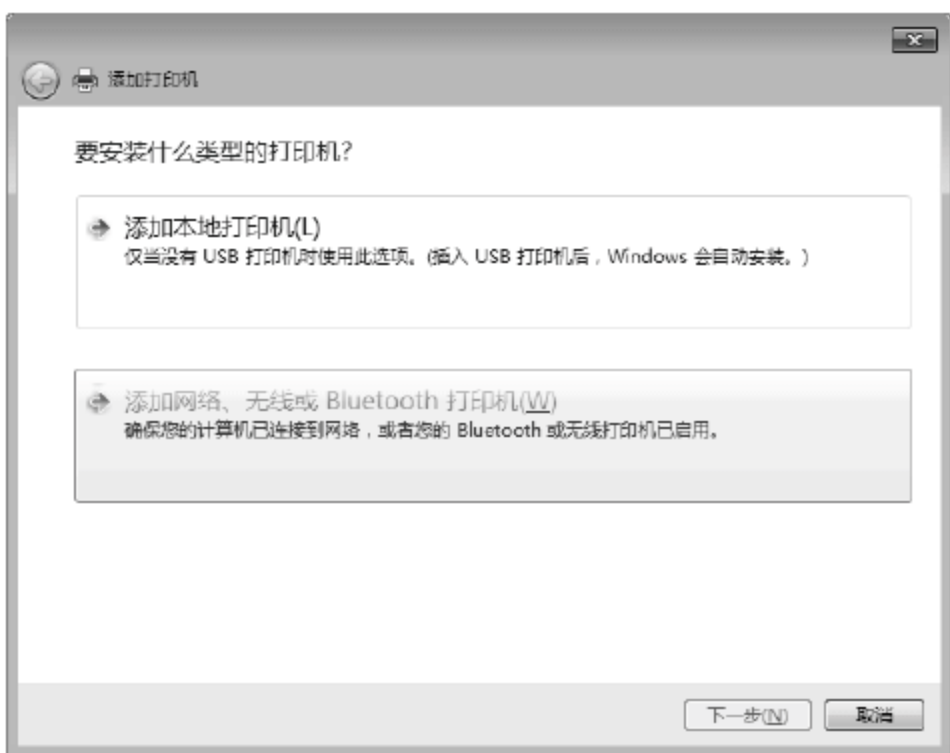 添加打印机
要安装什么类型的打印机?
添加本地打印机(L)
仅当没有 USB 打印机时使用此选项。(插入 USB 打印机后，Windows 会自动安装。)
添加网络、无线或 Bluetooth 打印机(W)
确保您的计算机已连接到网络，或者您的 Bluetooth 或无线打印机已启用。
下一步(N) 取消